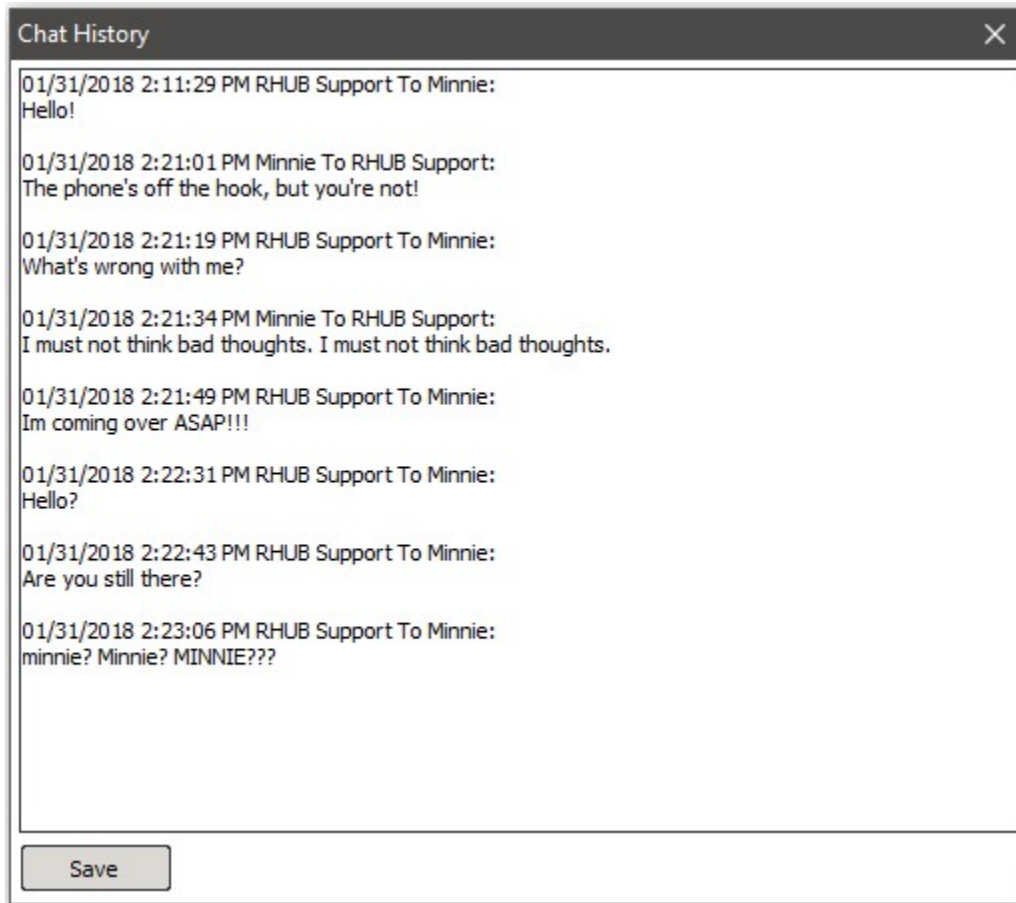 Chat History
01/31/2018 2:11:29 PM RHUB Support To Minnie:
Hello!
01/31/2018 2:21:01 PM Minnie To RHUB Support:
The phone's off the hook, but you're not!
01/31/2018 2:21:19 PM RHUB Support To Minnie:
What's wrong with me?
01/31/2018 2:21:34 PM Minnie To RHUB Support:
I must not think bad thoughts. I must not think bad thoughts.
01/31/2018 2:21:49 PM RHUB Support To Minnie:
Im coming over ASAP!!!
01/31/2018 2:22:31 PM RHUB Support To Minnie:
Hello?
01/31/2018 2:22:43 PM RHUB Support To Minnie:
Are you still there?
01/31/2018 2:23:06 PM RHUB Support To Minnie:
minnie? Minnie? MINNIE???
Save